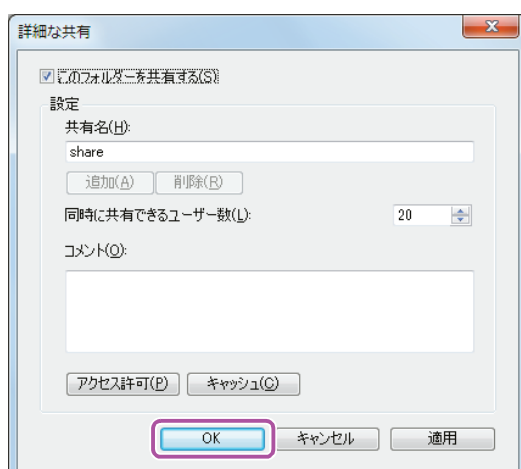 詳細な共有
このフォルダーを共有する(S)
設定
共有名(H):
share
追加(A) 削除(R)
同時に共有できるユーザー数(L): 20
コメント(O):
アクセス許可(P) キャッシュ(C)
OK キャンセル 適用